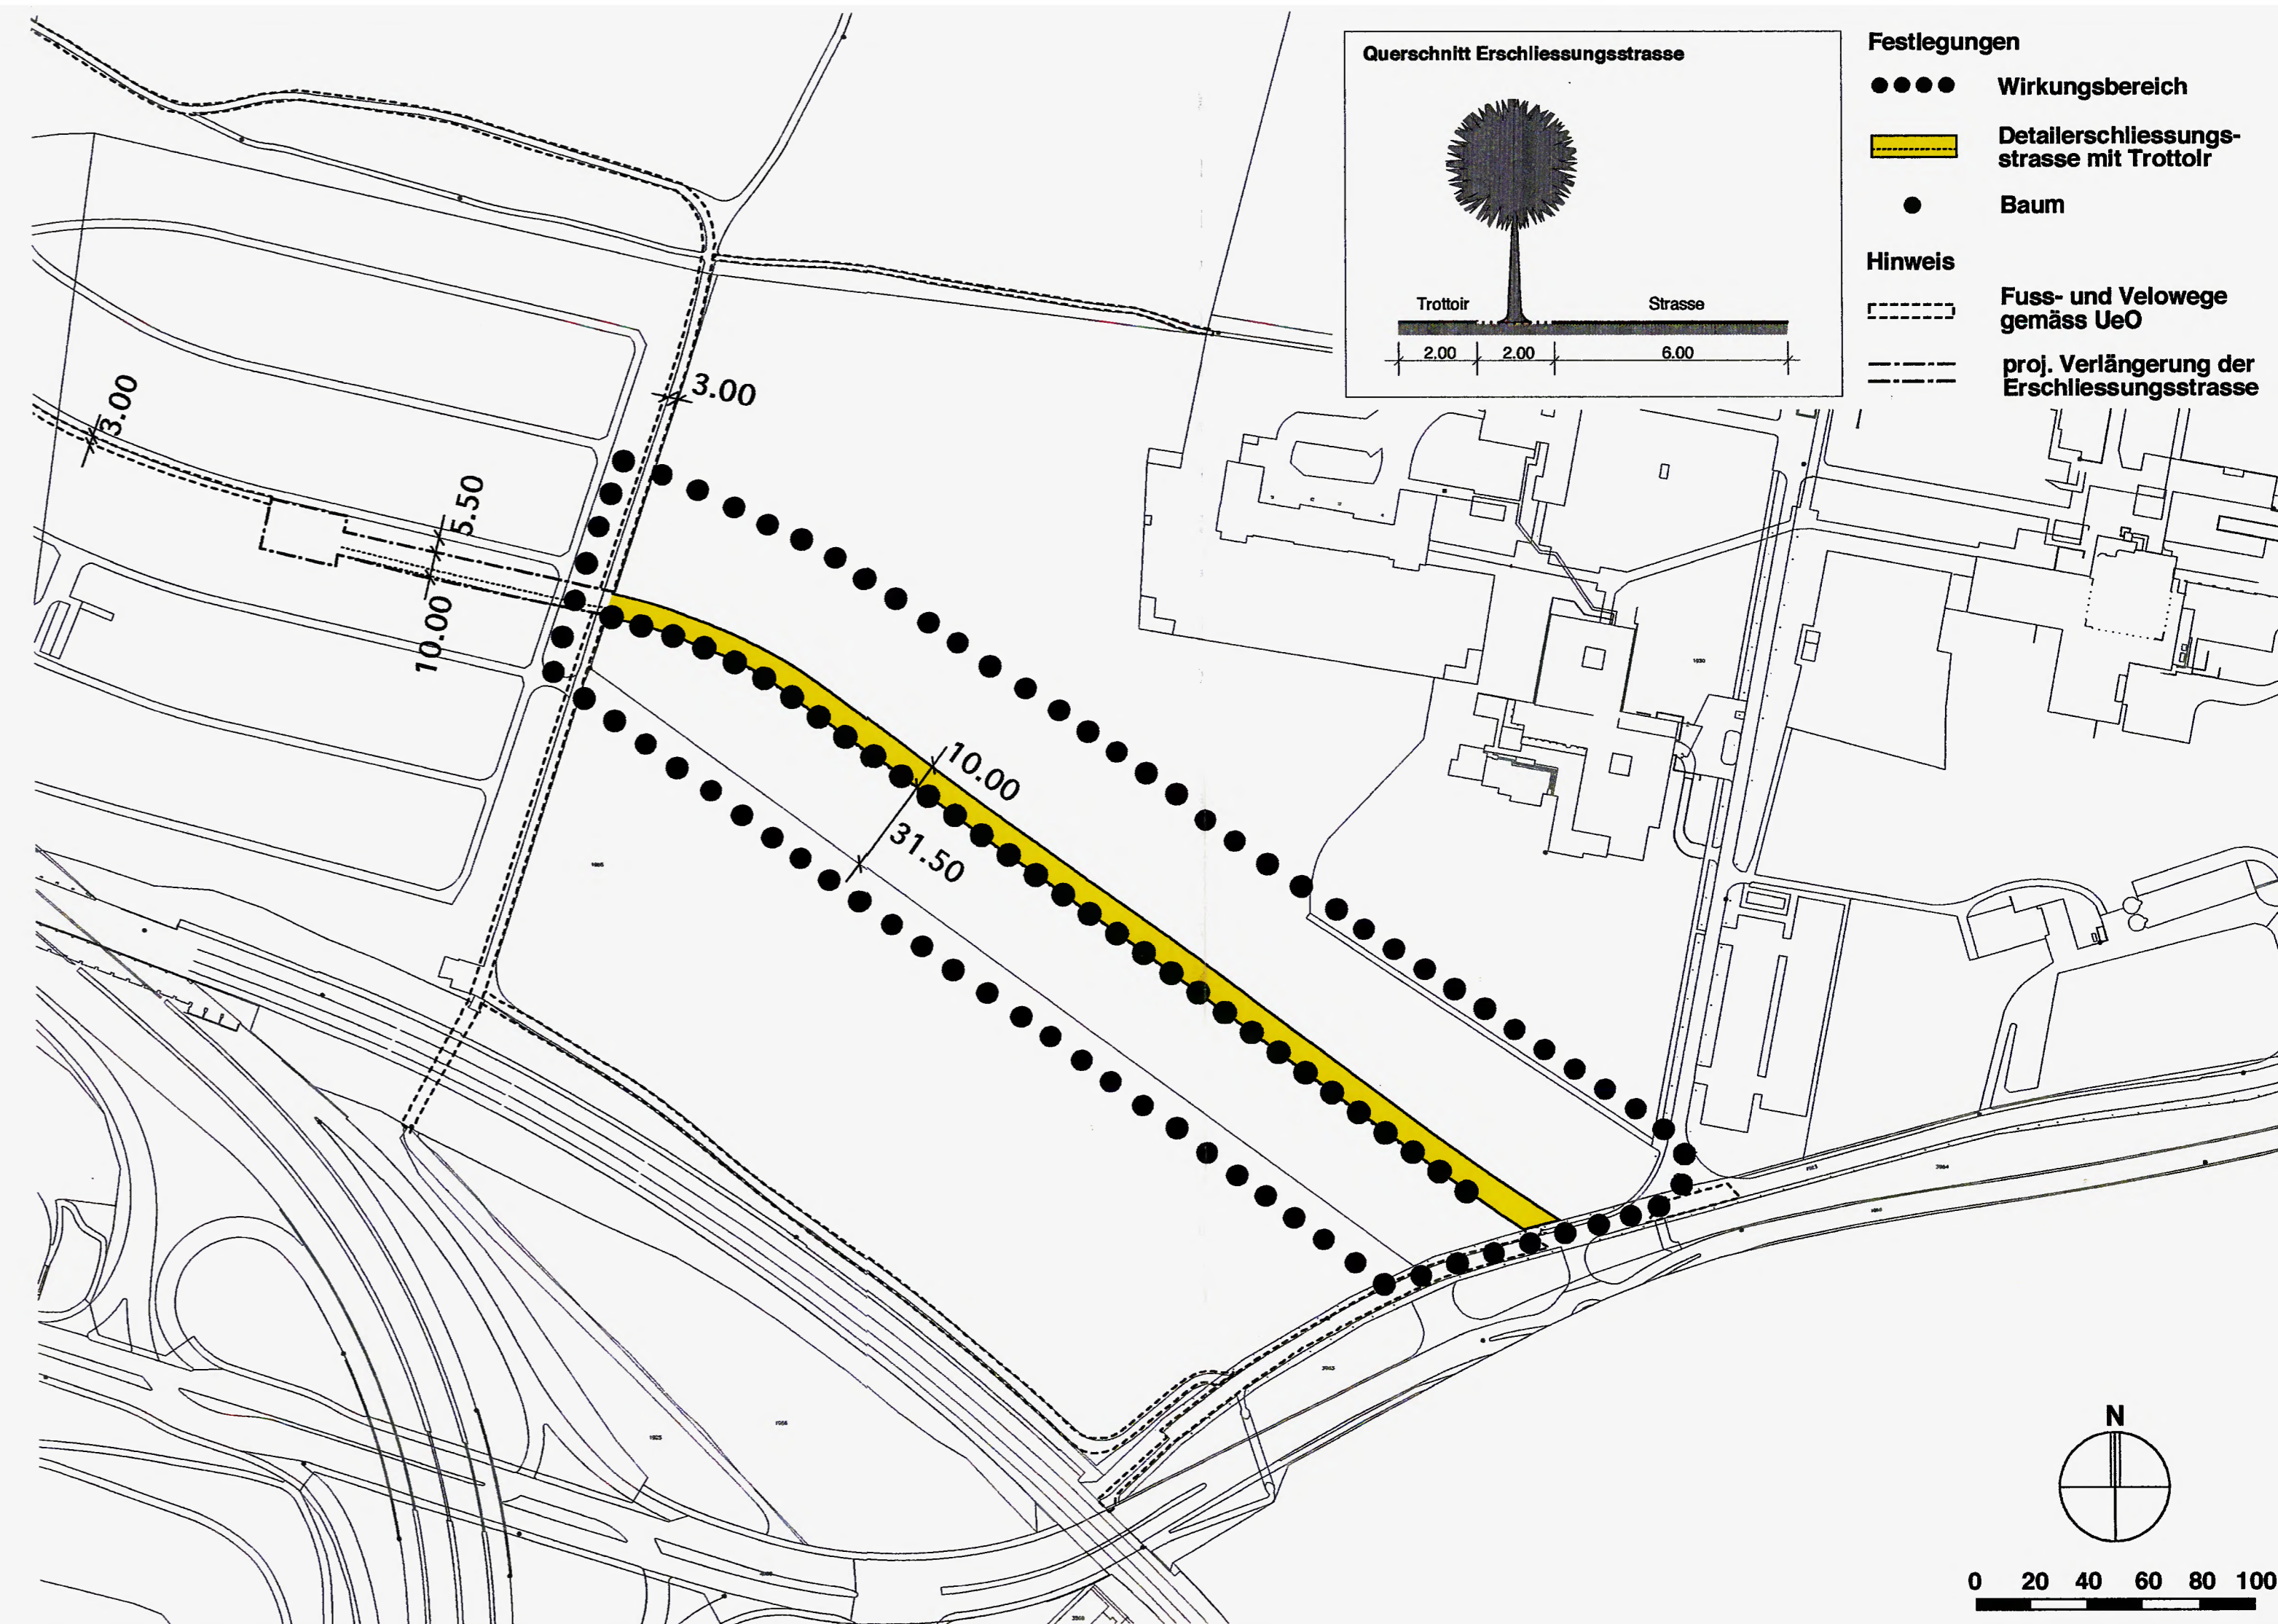 Querschnitt Erschliessungsstrasse
Trottoir
Strasse
2.00
2.00
6.00
Festlegungen
Wirkungsbereich
Detailerschliessungs-
strasse mit Trottoir
Baum
Hinweis
Fuss- und Velowege
gemäss UeO
proj. Verlängerung der
Erschliessungsstrasse
3.00
3.00
5.50
10.00
10.00
31.50
1930
N
0 20 40 60 80 100